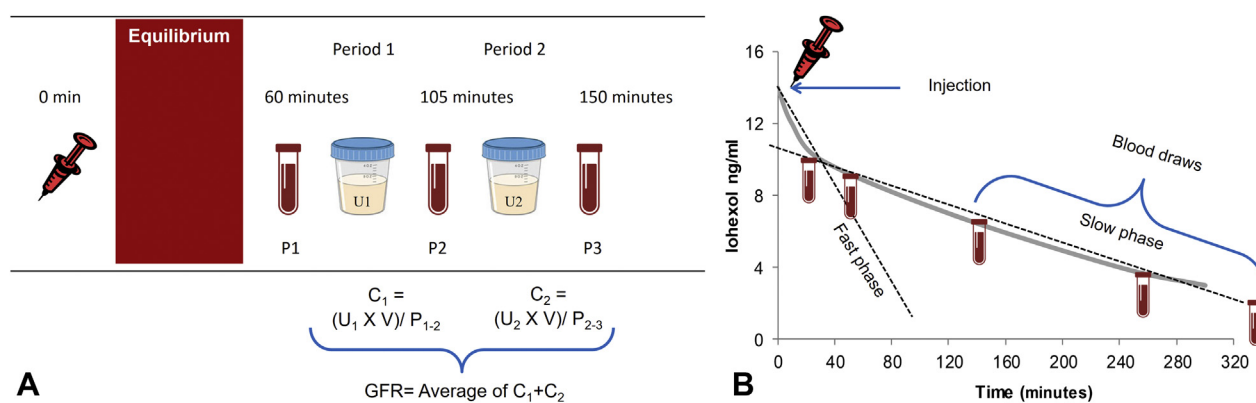 Equilibrium
Period 1
Period 2
0 min
60 minutes
105 minutes
150 minutes
U1
U2
P1
P2
P3
C₁ =
(U₁ X V)/ P₁₋₂
C₂ =
(U₂ X V)/ P₂₋₃
GFR= Average of C₁+C₂
A
Iohexol ng/ml
16
12
8
4
0
0
40
80
120
160
200
240
280
320
Time (minutes)
Injection
Blood draws
Slow phase
Fast phase
B